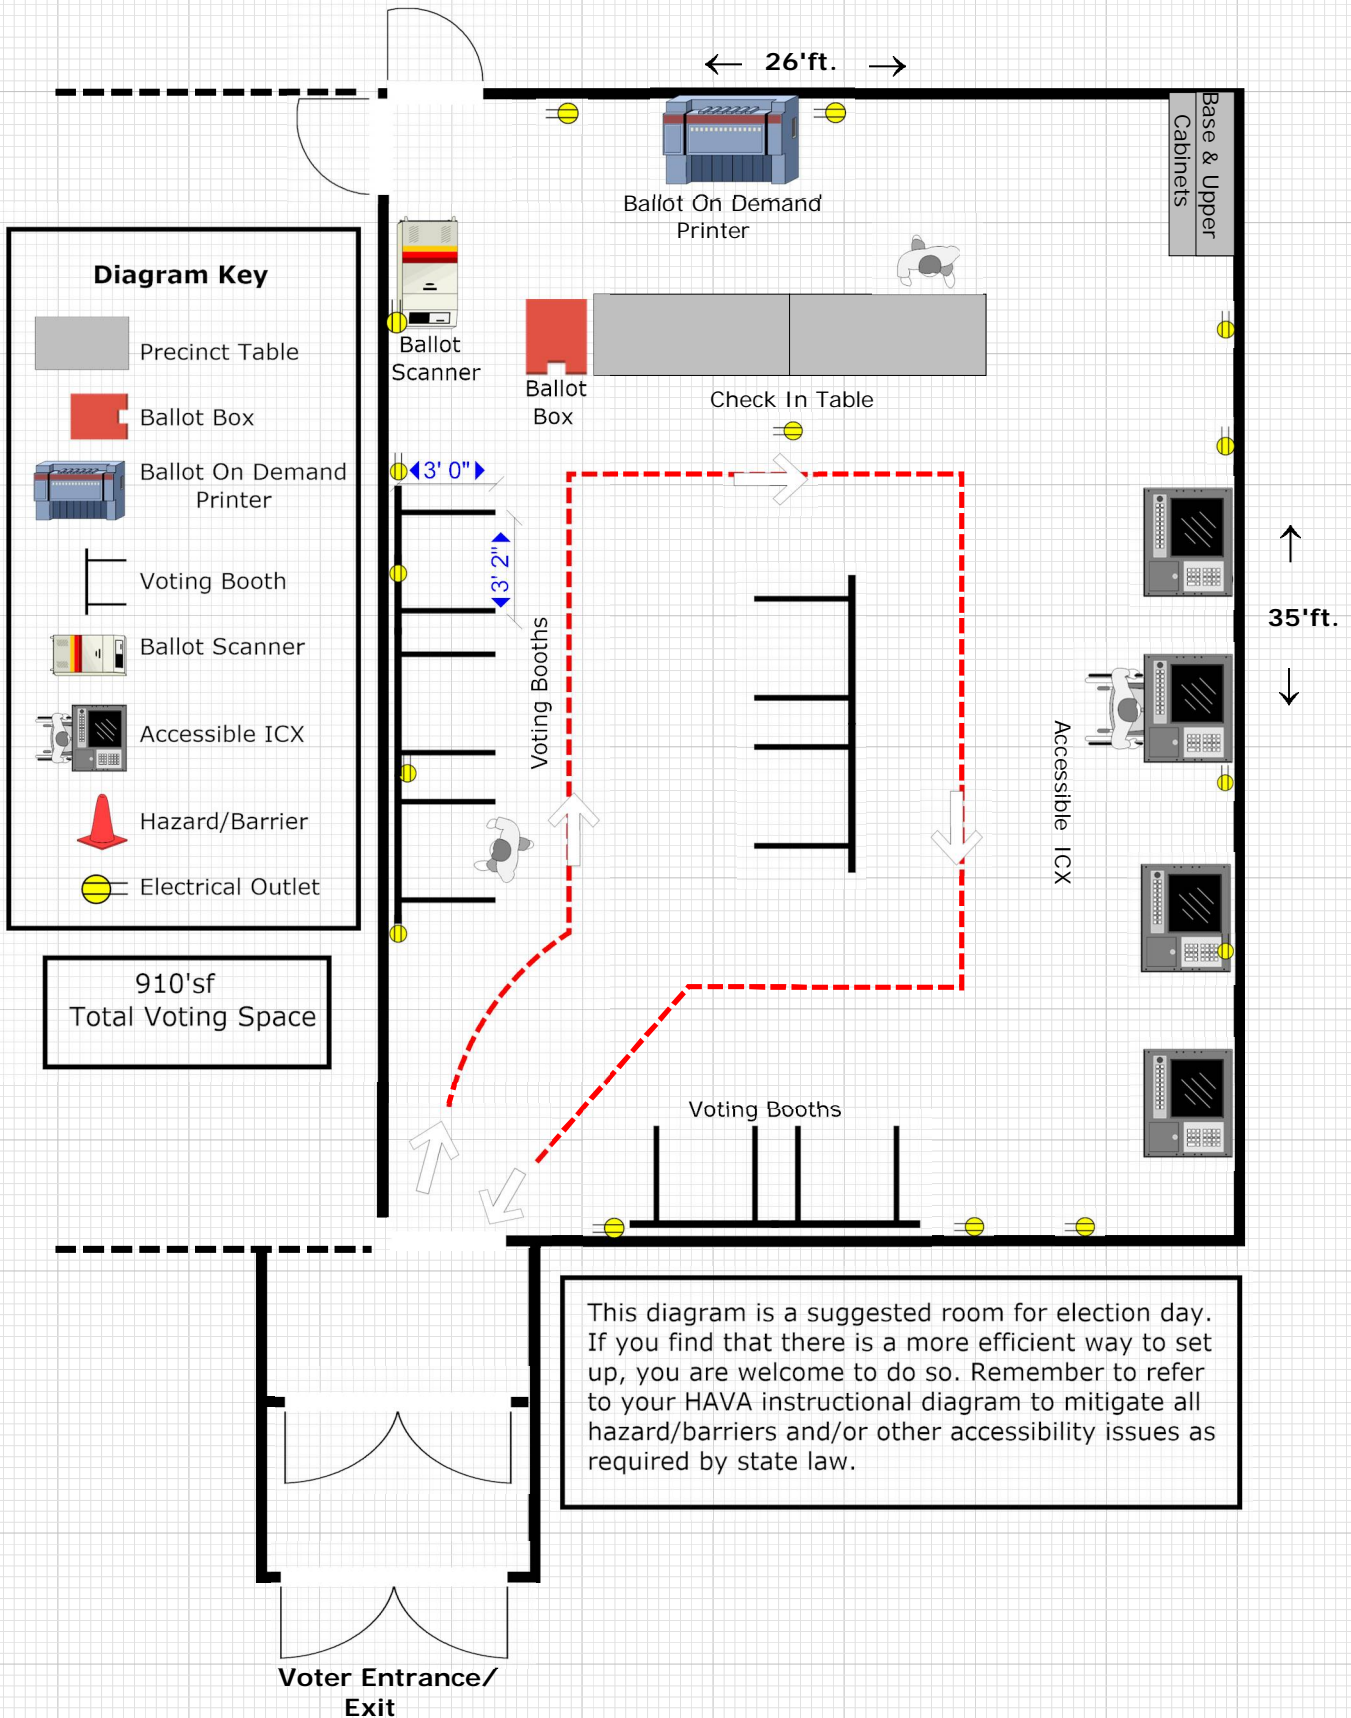 26'ft.
Base & Upper
Cabinets
Ballot On Demand
Printer
Diagram Key
Precinct Table
Ballot Box
Ballot On Demand
Printer
Voting Booth
Ballot Scanner
Accessible ICX
Hazard/Barrier
Electrical Outlet
Ballot
Scanner
Ballot
Box
Check In Table
3' 0"
3' 2"
Voting Booths
35'ft.
Accessible ICX
910'sf
Total Voting Space
Voting Booths
This diagram is a suggested room for election day.
If you find that there is a more efficient way to set
up, you are welcome to do so. Remember to refer
to your HAVA instructional diagram to mitigate all
hazard/barriers and/or other accessibility issues as
required by state law.
Voter Entrance/
Exit